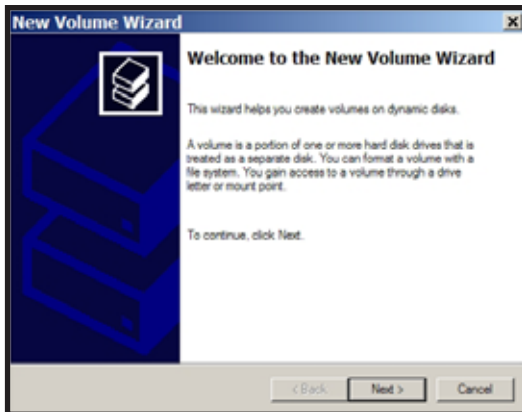 New Volume Wizard
Welcome to the New Volume Wizard
This wizard helps you create volumes on dynamic disks.
A volume is a portion of one or more hard disk drives that is
treated as a separate disk. You can format a volume with a
file system. You gain access to a volume through a drive
letter or mount point.
To continue, click Next.
< Back Next > Cancel